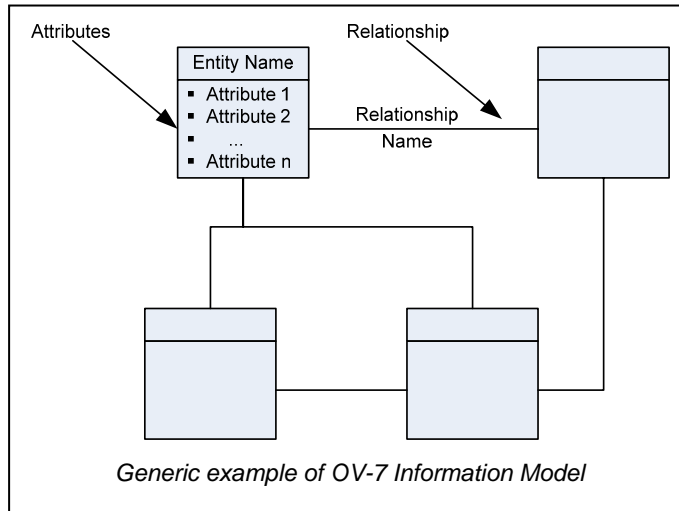 Attributes
Relationship
Entity Name
▪ Attribute 1
▪ Attribute 2
▪ ...
▪ Attribute n
Relationship
Name
Generic example of OV-7 Information Model